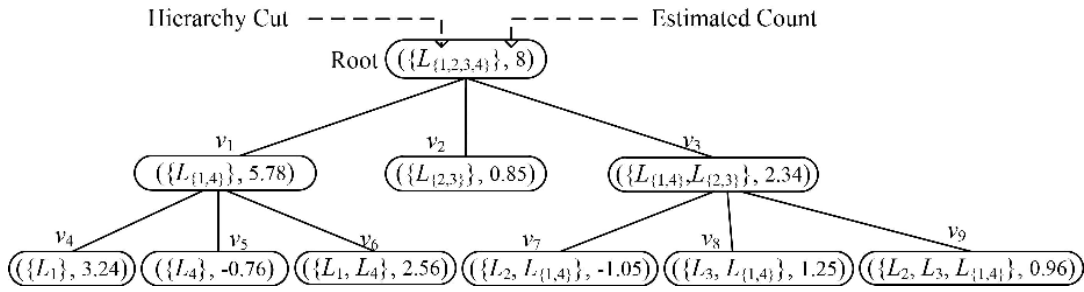 Hierarchy Cut Estimated Count
Root ({L{1,2,3,4}}, 8)
v1 v2 v3
({L{1,4}}, 5.78) ({L{2,3}}, 0.85) ({L{1,4},L{2,3}}, 2.34)
v4 v5 v6 v7 v8 v9
({L1}, 3.24) ({L4}, -0.76) ({L1, L4}, 2.56) ({L2, L{1,4}}, -1.05) ({L3, L{1,4}}, 1.25) ({L2, L3, L{1,4}}, 0.96)